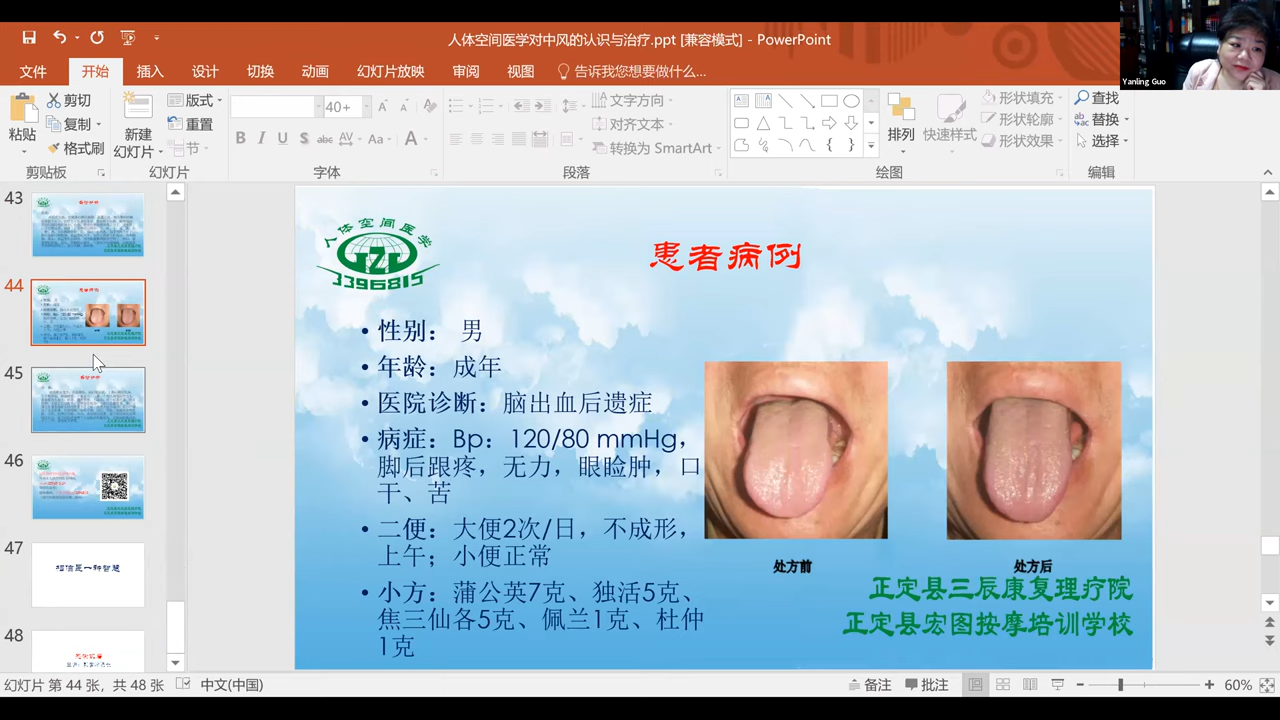 人体空间医学对中风的认识与治疗.ppt [兼容模式] - PowerPoint
Yanling Guo
文件 开始 插入 设计 切换 动画 幻灯片放映 审阅 视图 告诉我您想要做什么...
粘贴
剪切
复制
格式刷
剪贴板
新建
幻灯片
版式
重置
节
幻灯片
40+
B I U S abc AV Aa A
字体
文字方向
对齐文本
转换为 SmartArt
段落
排列
快速样式
形状填充
形状轮廓
形状效果
绘图
查找
替换
选择
编辑
43
44
45
46
47
相信是一种智慧
48
人体空间医学
3396815
患者病例
• 性别： 男
• 年龄：成年
• 医院诊断：脑出血后遗症
• 病症：Bp：120/80 mmHg，
脚后跟疼，无力，眼睑肿，口
干、苦
• 二便：大便2次/日，不成形，
上午；小便正常
• 小方：蒲公英7克、独活5克、
焦三仙各5克、佩兰1克、杜仲
1克
处方前
处方后
正定县三辰康复理疗院
正定县宏图按摩培训学校
幻灯片 第 44 张，共 48 张
中文(中国)
备注
批注
60%